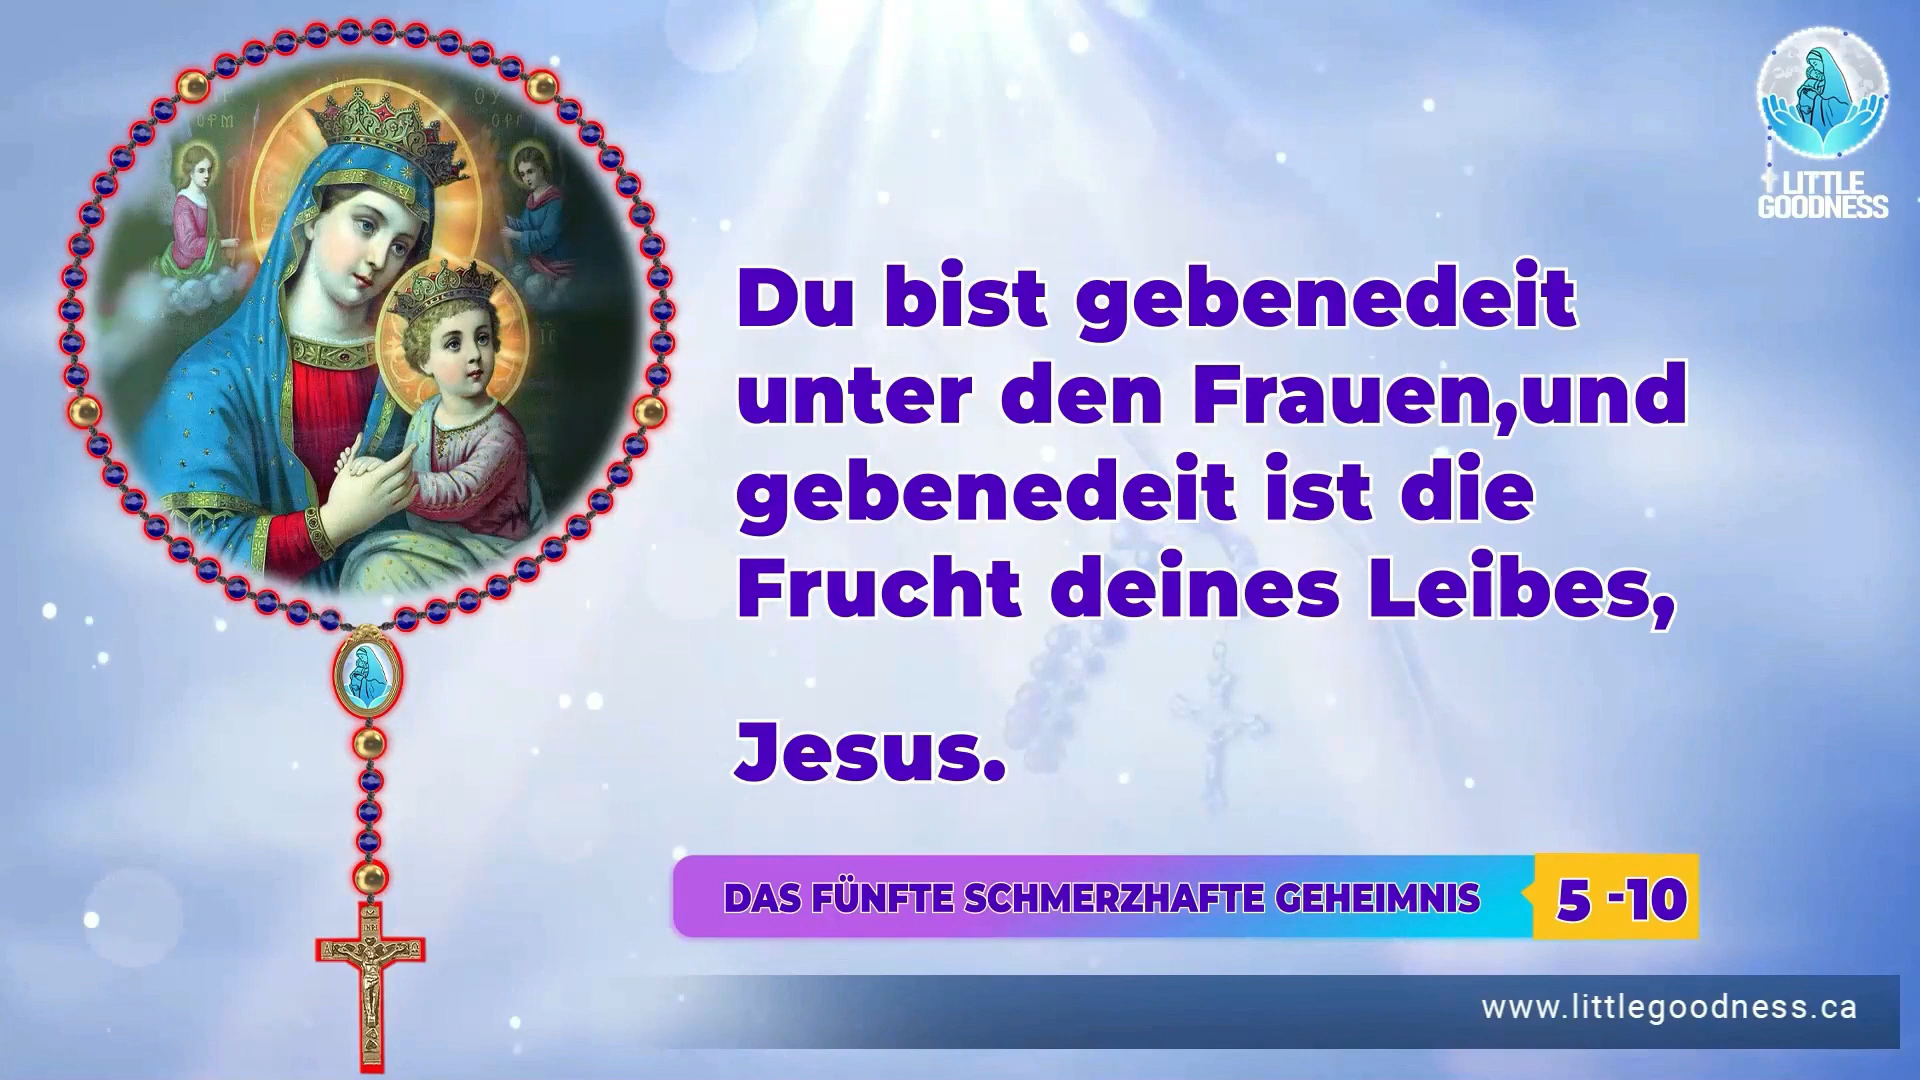 LITTLE
GOODNESS
Du bist gebenedeit
unter den Frauen,und
gebenedeit ist die
Frucht deines Leibes,
Jesus.
DAS FÜNFTE SCHMERZHAFTE GEHEIMNIS
5 -10
INRI
www.littlegoodness.ca